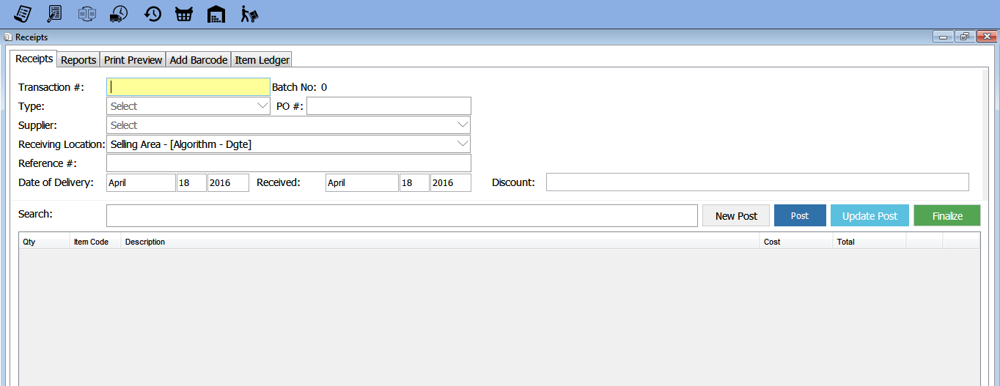 Receipts
Receipts Reports Print Preview Add Barcode Item Ledger
Transaction #: Batch No: 0
Type: Select PO #:
Supplier: Select
Receiving Location: Selling Area - [Algorithm - Dgte]
Reference #:
Date of Delivery: April 18 2016 Received: April 18 2016 Discount:
Search: New Post Post Update Post Finalize
Qty Item Code Description Cost Total